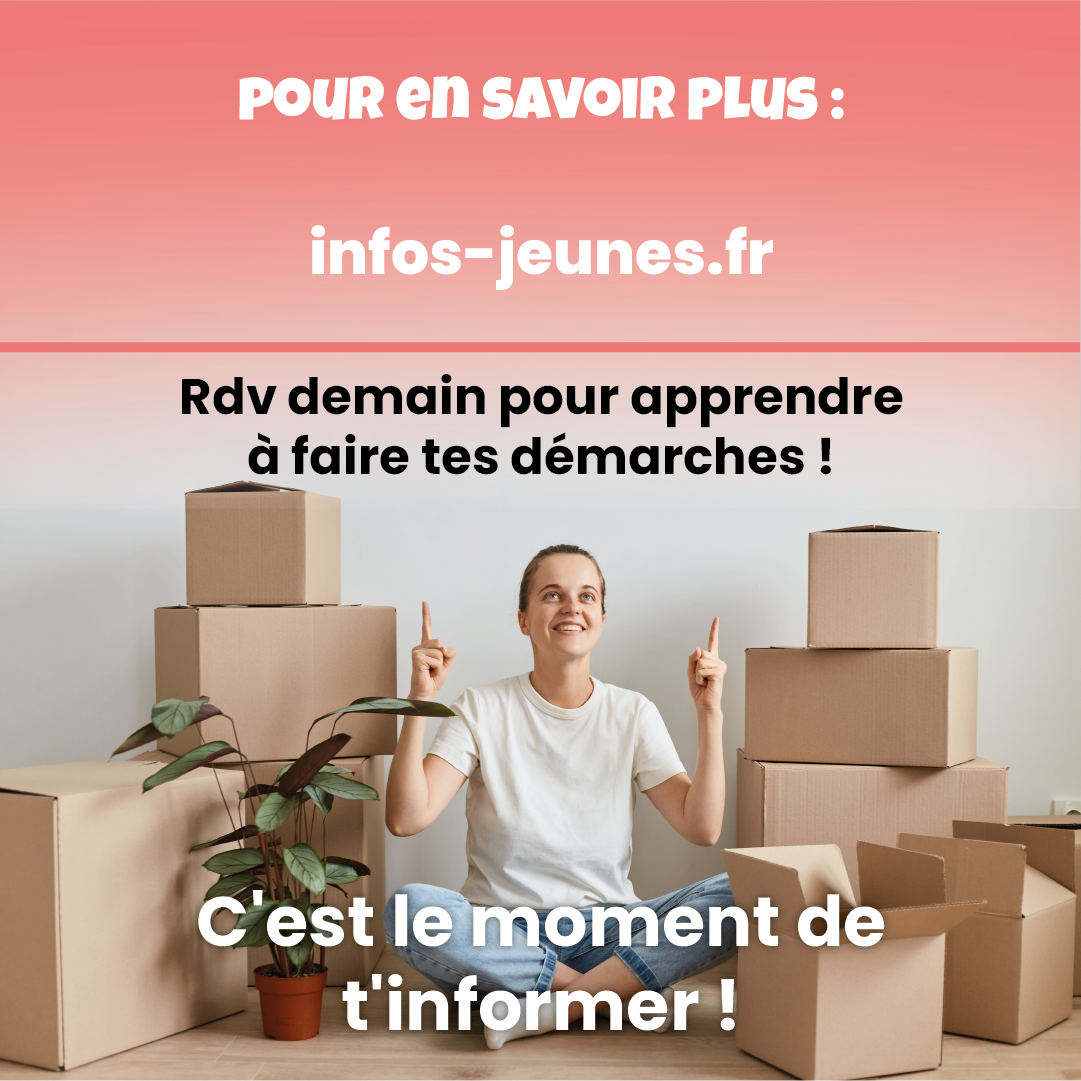 Pour en savoir plus :
infos-jeunes.fr
Rdv demain pour apprendre
à faire tes démarches !
C'est le moment de
t'informer !